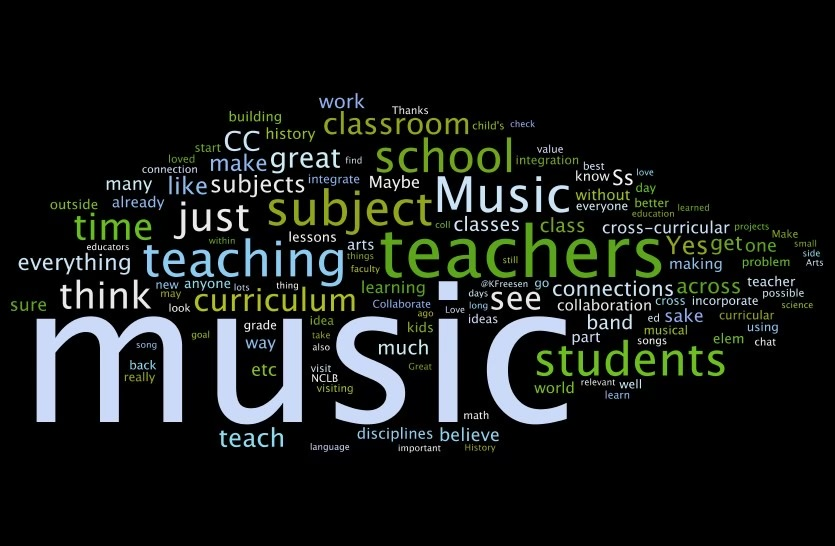 work
Thanks
building
classroom
child's
check
start
CC
history
value
loved
make
great
find
school
integration
connection
best
many
like
subjects
integrate
Maybe
know
Ss
love
outside
already
Music
without
day
everyone
better
time
just
subject
education
learned
coll
classes
class
cross-curricular
projects
within
lessons
teachers
Make
educators
arts
Yes
get
one
small
everything
teaching
things
still
side
faculty
making
problem
Arts
new
anyone
lots
thing
learning
@KFreesen
go
connections
across
teacher
think
may
curriculum
days
see
possible
sure
look
Collaborate
long
collaboration
cross
incorporate
science
music
ago
Love
ideas
band
ed
sake
curricular
grade
idea
kids
musical
using
goal
take
part
songs
elem
chat
song
way
also
much
students
back
etc
visit
Great
really
NCLB
visiting
world
relevant
well
learn
math
teach
disciplines
believe
language
important
History